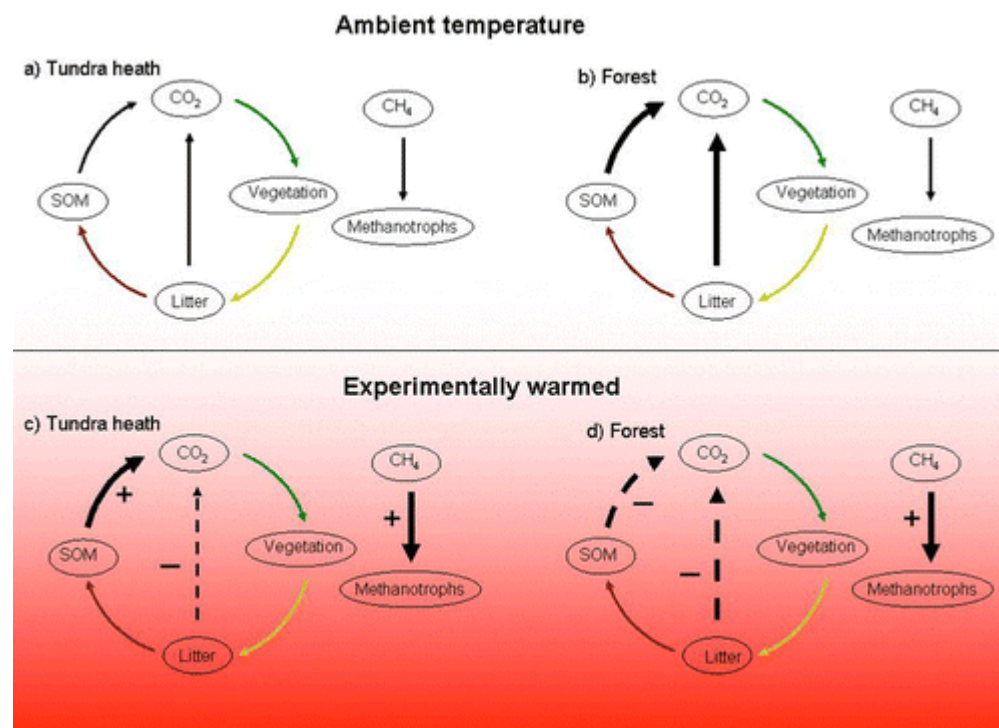 Ambient temperature
a) Tundra heath
CO₂
CH₄
SOM
Vegetation
Methanotrophs
Litter
b) Forest
CO₂
CH₄
SOM
Vegetation
Methanotrophs
Litter
Experimentally warmed
c) Tundra heath
CO₂
CH₄
+
+
SOM
Vegetation
–
Methanotrophs
Litter
d) Forest
CO₂
CH₄
–
+
SOM
Vegetation
–
Methanotrophs
Litter